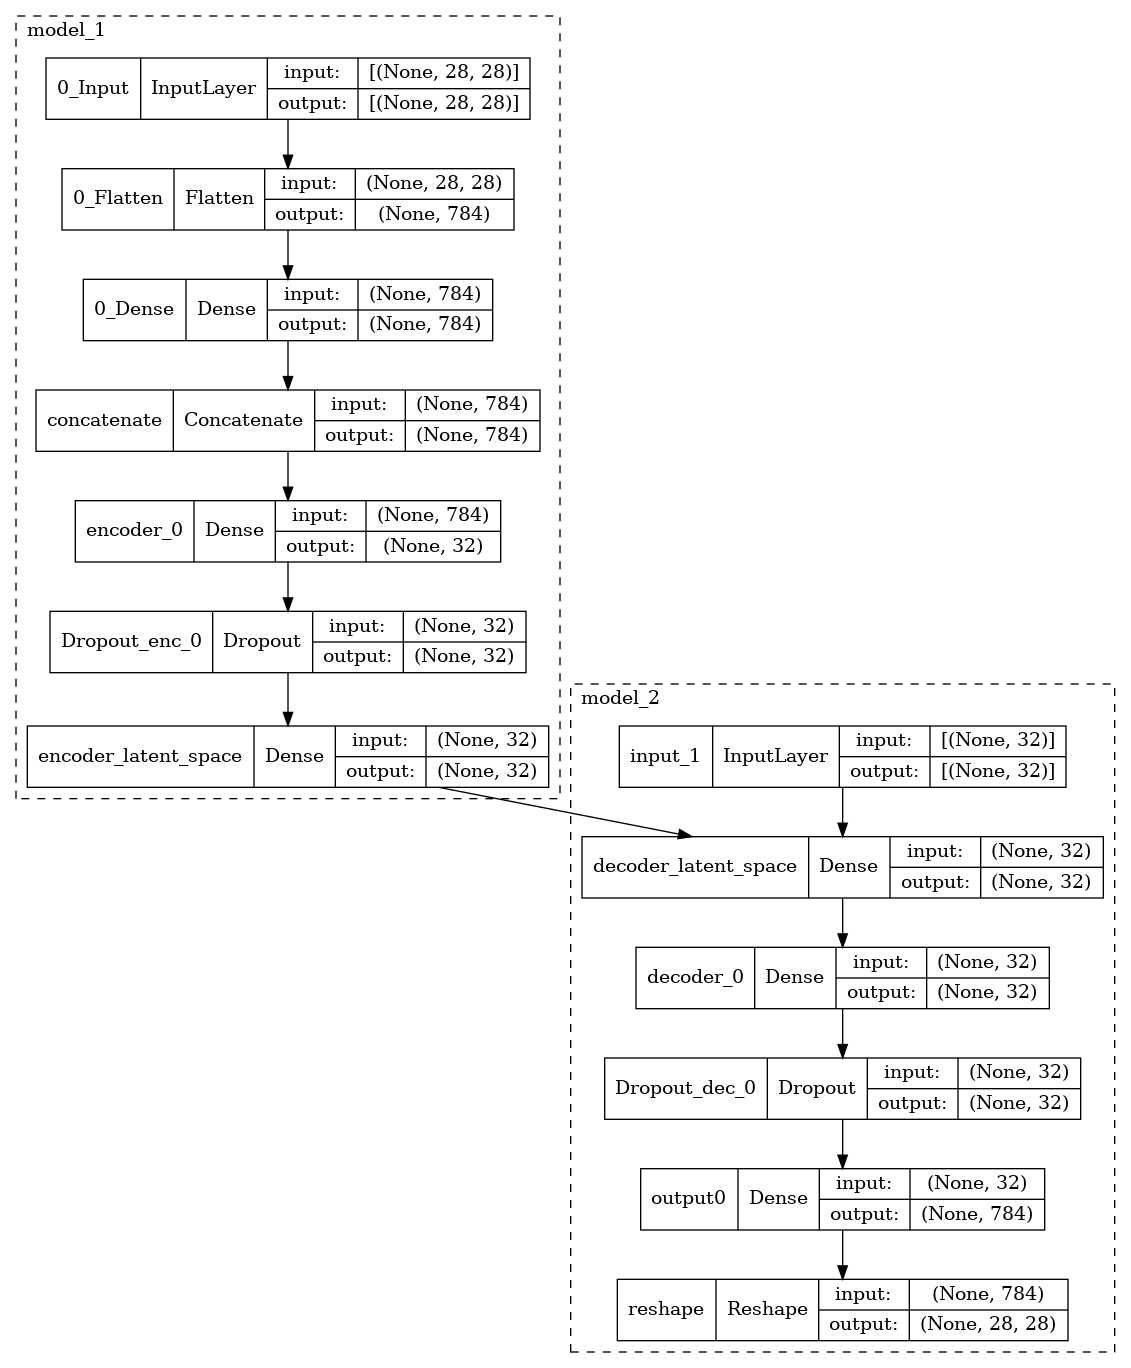 model_1
0_Input InputLayer input: [(None, 28, 28)]
output: [(None, 28, 28)]
0_Flatten Flatten input: (None, 28, 28)
output: (None, 784)
0_Dense Dense input: (None, 784)
output: (None, 784)
concatenate Concatenate input: (None, 784)
output: (None, 784)
encoder_0 Dense input: (None, 784)
output: (None, 32)
Dropout_enc_0 Dropout input: (None, 32)
output: (None, 32)
encoder_latent_space Dense input: (None, 32)
output: (None, 32)
model_2
input_1 InputLayer input: [(None, 32)]
output: [(None, 32)]
decoder_latent_space Dense input: (None, 32)
output: (None, 32)
decoder_0 Dense input: (None, 32)
output: (None, 32)
Dropout_dec_0 Dropout input: (None, 32)
output: (None, 32)
output0 Dense input: (None, 32)
output: (None, 784)
reshape Reshape input: (None, 784)
output: (None, 28, 28)